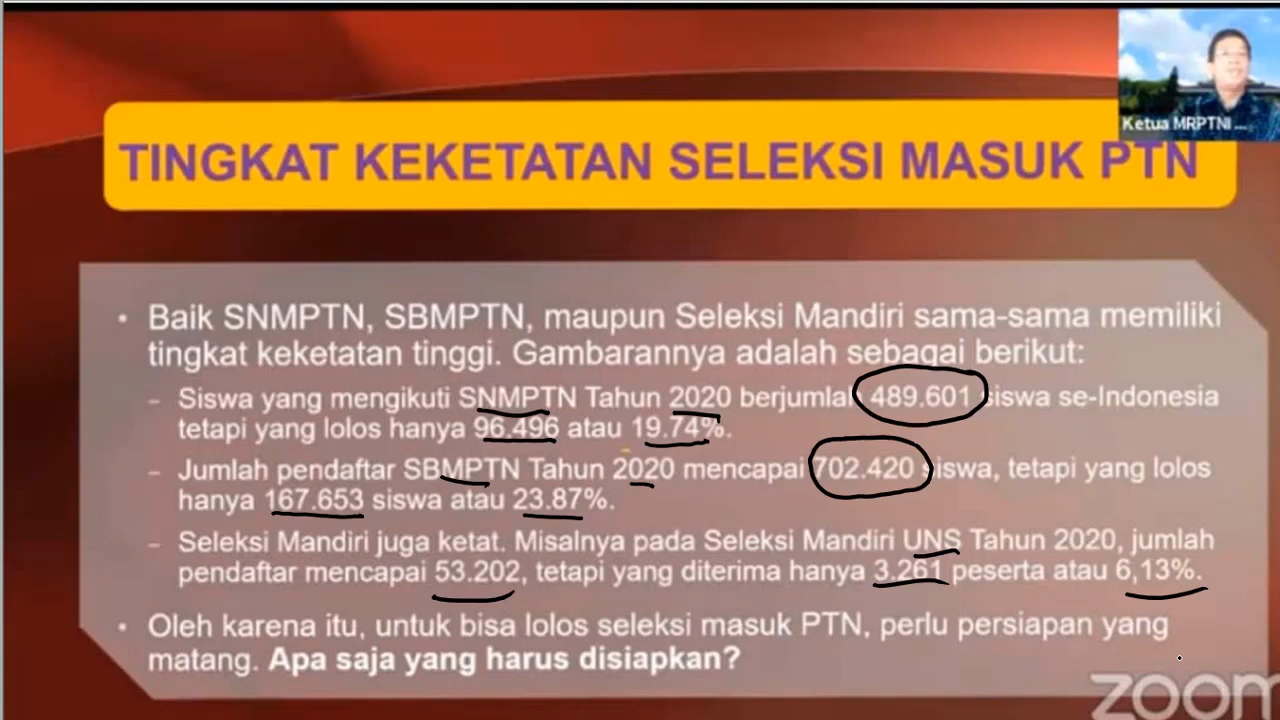 Ketua MRPTNI ...
TINGKAT KEKETATAN SELEKSI MASUK PTN
• Baik SNMPTN, SBMPTN, maupun Seleksi Mandiri sama-sama memiliki
tingkat keketatan tinggi. Gambarannya adalah sebagai berikut:
– Siswa yang mengikuti SNMPTN Tahun 2020 berjumlah 489.601 siswa se-Indonesia
tetapi yang lolos hanya 96.496 atau 19.74%.
– Jumlah pendaftar SBMPTN Tahun 2020 mencapai 702.420 siswa, tetapi yang lolos
hanya 167.653 siswa atau 23.87%.
– Seleksi Mandiri juga ketat. Misalnya pada Seleksi Mandiri UNS Tahun 2020, jumlah
pendaftar mencapai 53.202, tetapi yang diterima hanya 3.261 peserta atau 6,13%.
• Oleh karena itu, untuk bisa lolos seleksi masuk PTN, perlu persiapan yang
matang. Apa saja yang harus disiapkan?
zoom